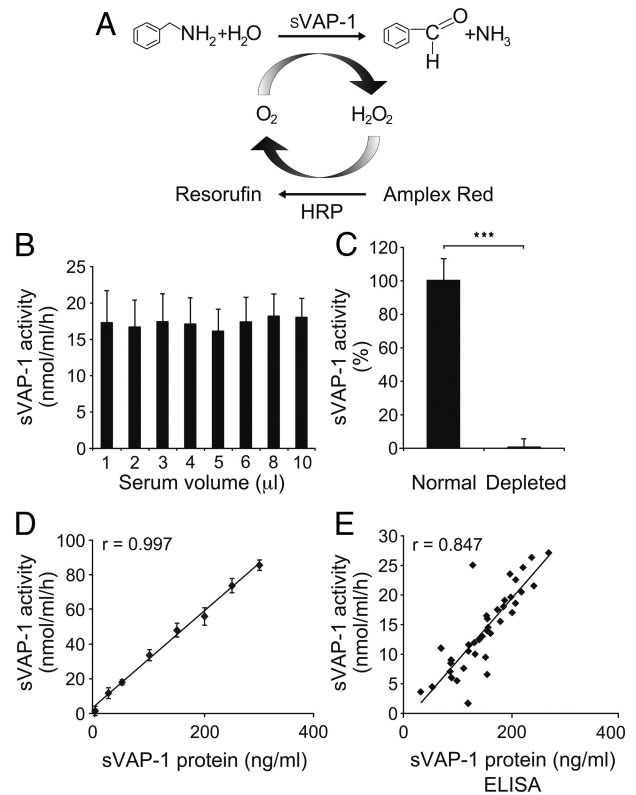 A
NH2+H2O
sVAP-1
C
O
H
+NH3
O2
H2O2
Resorufin
HRP
Amplex Red
B
sVAP-1 activity
(nmol/ml/h)
25
20
15
10
5
0
1 2 3 4 5 6 8 10
Serum volume (μl)
C
sVAP-1 activity
(%)
120
100
80
60
40
20
0
***
Normal Depleted
D
sVAP-1 activity
(nmol/ml/h)
100
80
60
40
20
0
r = 0.997
0 200 400
sVAP-1 protein (ng/ml)
E
sVAP-1 activity
(nmol/ml/h)
30
25
20
15
10
5
0
r = 0.847
0 200 400
sVAP-1 protein (ng/ml)
ELISA